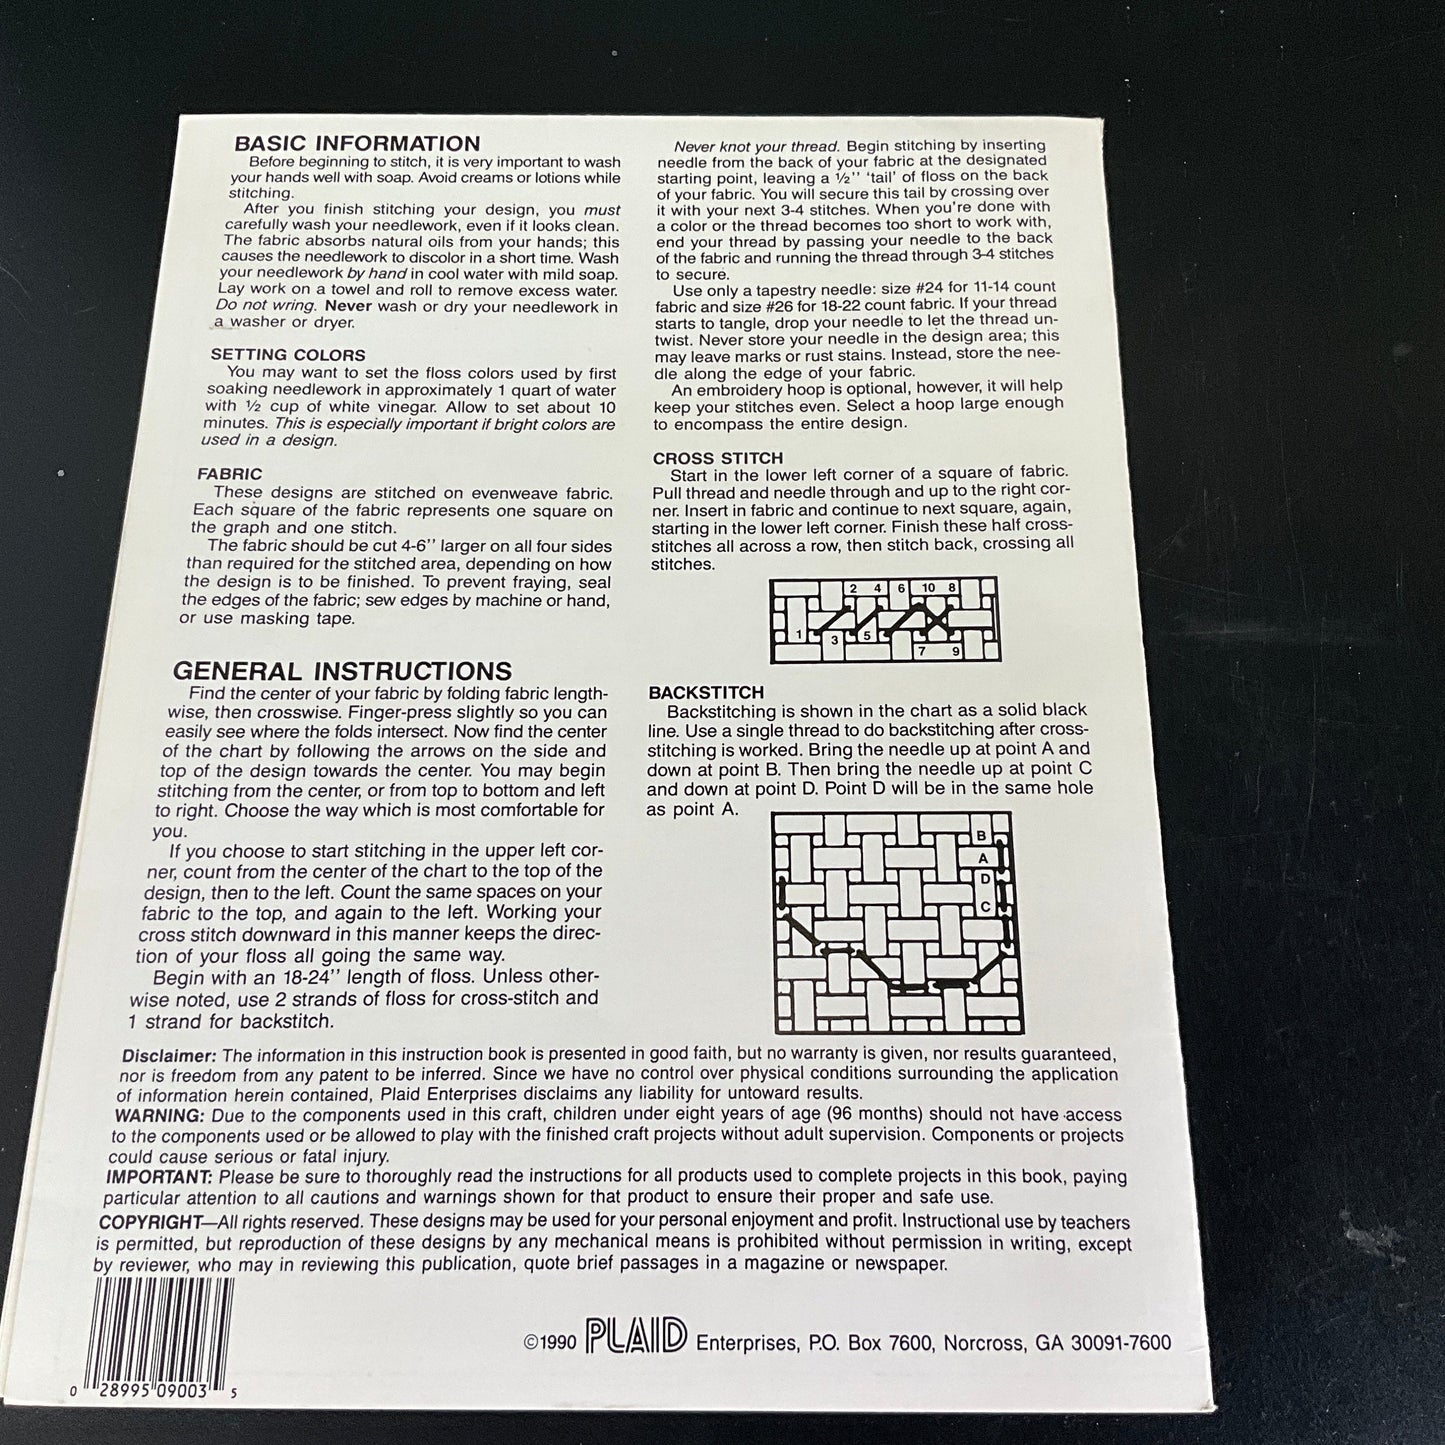 BASIC INFORMATION
Before beginning to stitch, it is very important to wash
your hands well with soap. Avoid creams or lotions while
stitching.
After you finish stitching your design, you must
carefully wash your needlework, even if it looks clean.
The fabric absorbs natural oils from your hands; this
causes the needlework to discolor in a short time. Wash
your needlework by hand in cool water with mild soap.
Lay work on a towel and roll to remove excess water.
Do not wring. Never wash or dry your needlework in
a washer or dryer.
SETTING COLORS
You may want to set the floss colors used by first
soaking needlework in approximately 1 quart of water
with ½ cup of white vinegar. Allow to set about 10
minutes. This is especially important if bright colors are
used in a design.
FABRIC
These designs are stitched on evenweave fabric.
Each square of the fabric represents one square on
the graph and one stitch.
The fabric should be cut 4-6'' larger on all four sides
than required for the stitched area, depending on how
the design is to be finished. To prevent fraying, seal
the edges of the fabric; sew edges by machine or hand,
or use masking tape.
GENERAL INSTRUCTIONS
Find the center of your fabric by folding fabric length-
wise, then crosswise. Finger-press slightly so you can
easily see where the folds intersect. Now find the center
of the chart by following the arrows on the side and
top of the design towards the center. You may begin
stitching from the center, or from top to bottom and left
to right. Choose the way which is most comfortable for
you.
If you choose to start stitching in the upper left cor-
ner, count from the center of the chart to the top of the
design, then to the left. Count the same spaces on your
fabric to the top, and again to the left. Working your
cross stitch downward in this manner keeps the direc-
tion of your floss all going the same way.
Begin with an 18-24'' length of floss. Unless other-
wise noted, use 2 strands of floss for cross-stitch and
1 strand for backstitch.
Never knot your thread. Begin stitching by inserting
needle from the back of your fabric at the designated
starting point, leaving a ½'' 'tail' of floss on the back
of your fabric. You will secure this tail by crossing over
it with your next 3-4 stitches. When you're done with
a color or the thread becomes too short to work with,
end your thread by passing your needle to the back
of the fabric and running the thread through 3-4 stitches
to secure.
Use only a tapestry needle: size #24 for 11-14 count
fabric and size #26 for 18-22 count fabric. If your thread
starts to tangle, drop your needle to let the thread un-
twist. Never store your needle in the design area; this
may leave marks or rust stains. Instead, store the nee-
dle along the edge of your fabric.
An embroidery hoop is optional, however, it will help
keep your stitches even. Select a hoop large enough
to encompass the entire design.
CROSS STITCH
Start in the lower left corner of a square of fabric.
Pull thread and needle through and up to the right cor-
ner. Insert in fabric and continue to next square, again,
starting in the lower left corner. Finish these half cross-
stitches all across a row, then stitch back, crossing all
stitches.
2 4 6 10 8
1 3 5 7 9
BACKSTITCH
Backstitching is shown in the chart as a solid black
line. Use a single thread to do backstitching after cross-
stitching is worked. Bring the needle up at point A and
down at point B. Then bring the needle up at point C
and down at point D. Point D will be in the same hole
as point A.
B
A
D
C
Disclaimer: The information in this instruction book is presented in good faith, but no warranty is given, nor results guaranteed,
nor is freedom from any patent to be inferred. Since we have no control over physical conditions surrounding the application
of information herein contained, Plaid Enterprises disclaims any liability for untoward results.
WARNING: Due to the components used in this craft, children under eight years of age (96 months) should not have access
to the components used or be allowed to play with the finished craft projects without adult supervision. Components or projects
could cause serious or fatal injury.
IMPORTANT: Please be sure to thoroughly read the instructions for all products used to complete projects in this book, paying
particular attention to all cautions and warnings shown for that product to ensure their proper and safe use.
COPYRIGHT—All rights reserved. These designs may be used for your personal enjoyment and profit. Instructional use by teachers
is permitted, but reproduction of these designs by any mechanical means is prohibited without permission in writing, except
by reviewer, who may in reviewing this publication, quote brief passages in a magazine or newspaper.
©1990 PLAID Enterprises, P.O. Box 7600, Norcross, GA 30091-7600
0 28995 09003 5